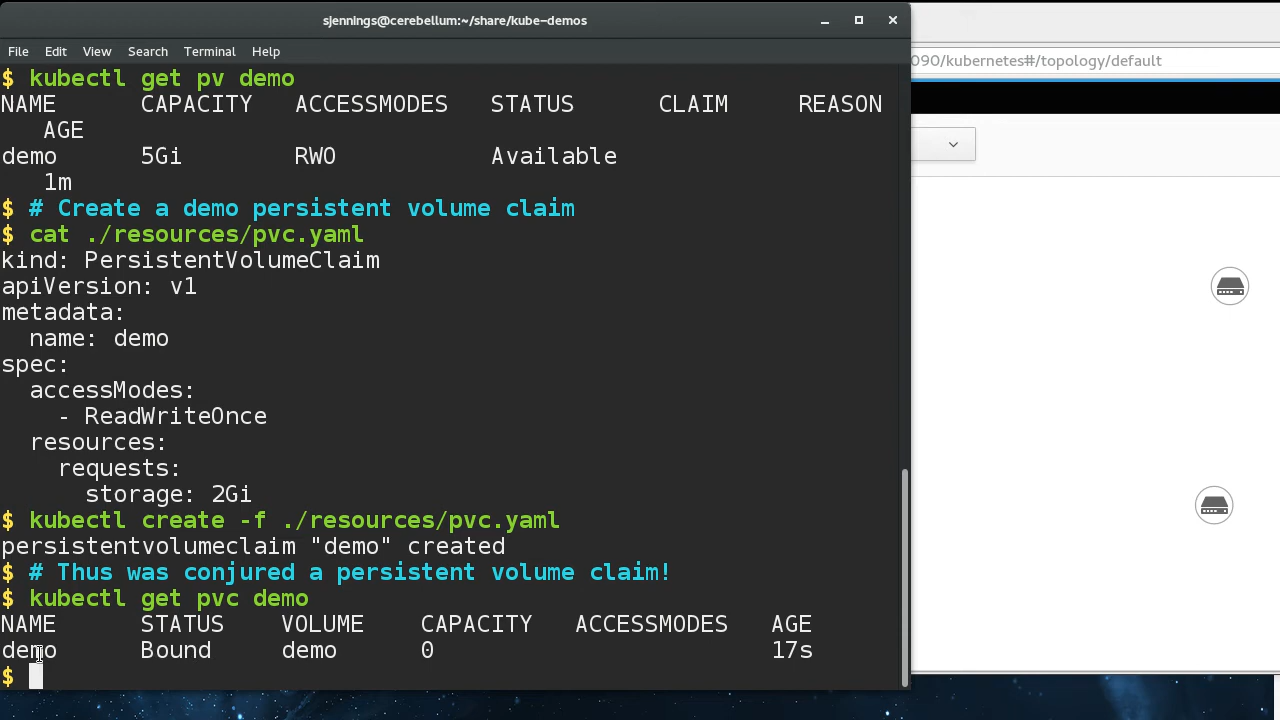 sjennings@cerebellum:~/share/kube-demos
File Edit View Search Terminal Help
090/kubernetes#/topology/default
$ kubectl get pv demo
NAME CAPACITY ACCESSMODES STATUS CLAIM REASON
AGE
demo 5Gi RWO Available
1m
$ # Create a demo persistent volume claim
$ cat ./resources/pvc.yaml
kind: PersistentVolumeClaim
apiVersion: v1
metadata:
name: demo
spec:
accessModes:
- ReadWriteOnce
resources:
requests:
storage: 2Gi
$ kubectl create -f ./resources/pvc.yaml
persistentvolumeclaim "demo" created
$ # Thus was conjured a persistent volume claim!
$ kubectl get pvc demo
NAME STATUS VOLUME CAPACITY ACCESSMODES AGE
demo Bound demo 0 17s
$